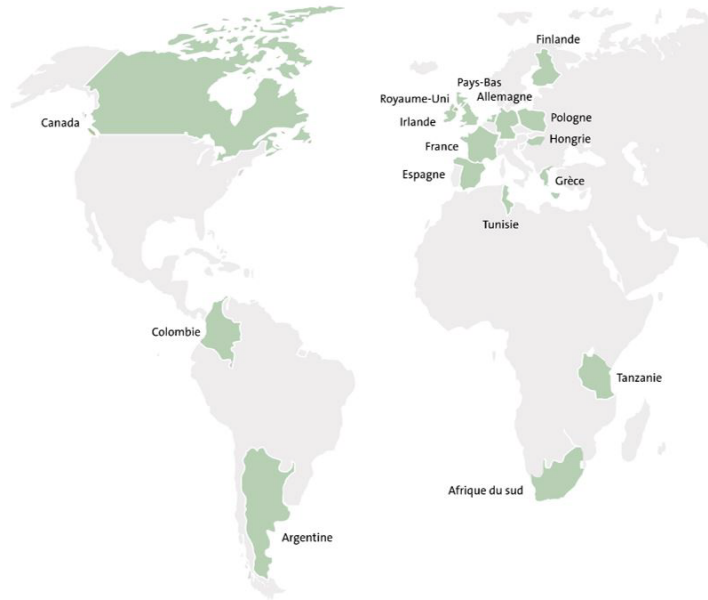 Finlande
Pays-Bas
Royaume-Uni
Allemagne
Canada
Irlande
Pologne
France
Hongrie
Espagne
Grèce
Tunisie
Colombie
Tanzanie
Afrique du sud
Argentine